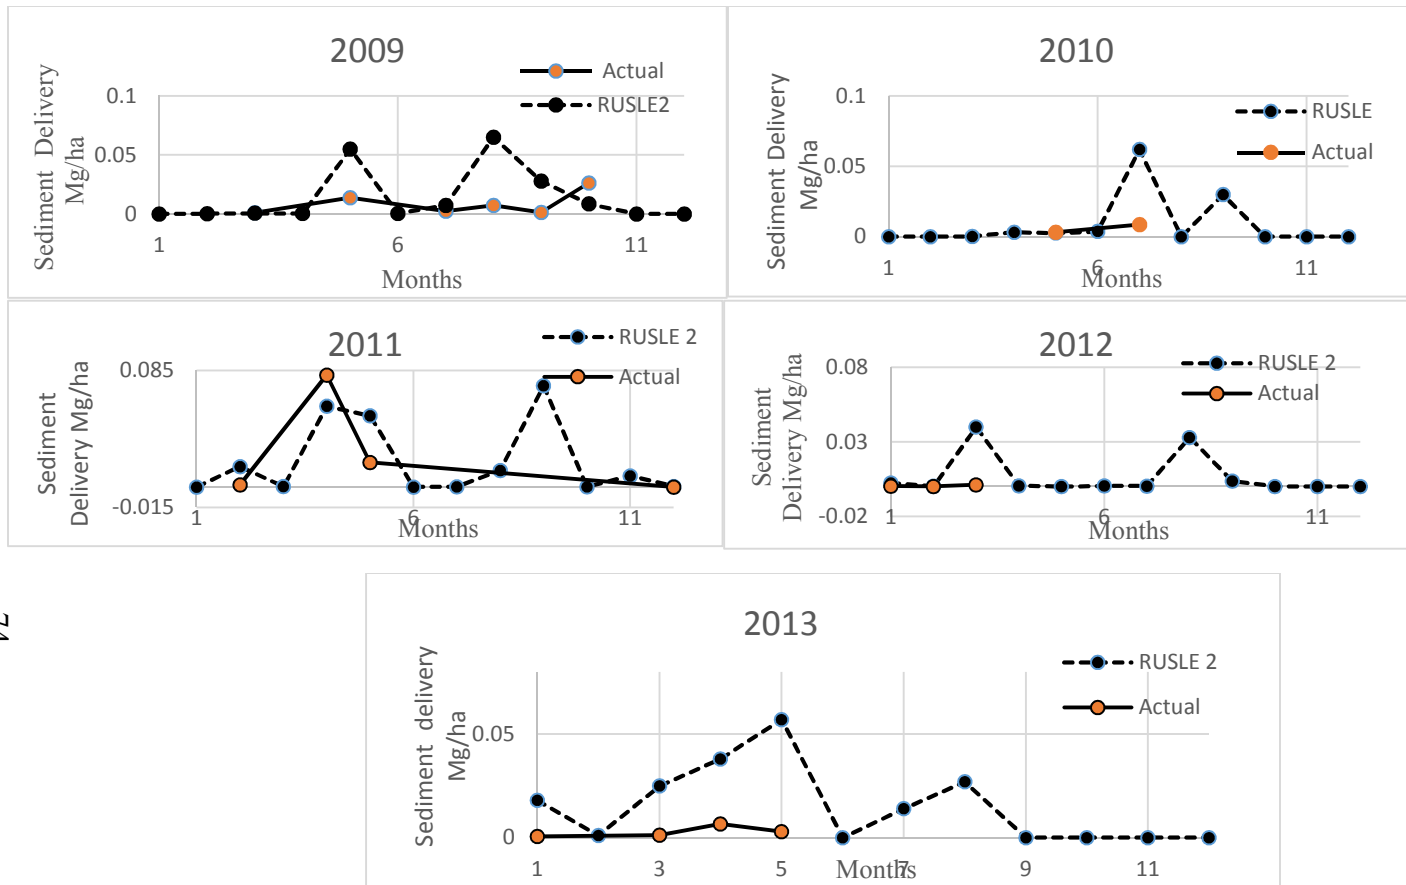 2009
Actual
RUSLE2
Sediment Delivery
Mg/ha
0.1
0.05
0
1
6
11
Months
2010
RUSLE
Actual
Sediment Delivery
Mg/ha
0.1
0.05
0
1
6
11
Months
2011
RUSLE 2
Actual
Sediment
Delivery Mg/ha
0.085
-0.015
1
6
11
Months
2012
RUSLE 2
Actual
Sediment
Delivery Mg/ha
0.08
0.03
-0.02
1
6
11
Months
2013
RUSLE 2
Actual
Sediment delivery
Mg/ha
0.05
0
1
3
5
7
9
11
Months